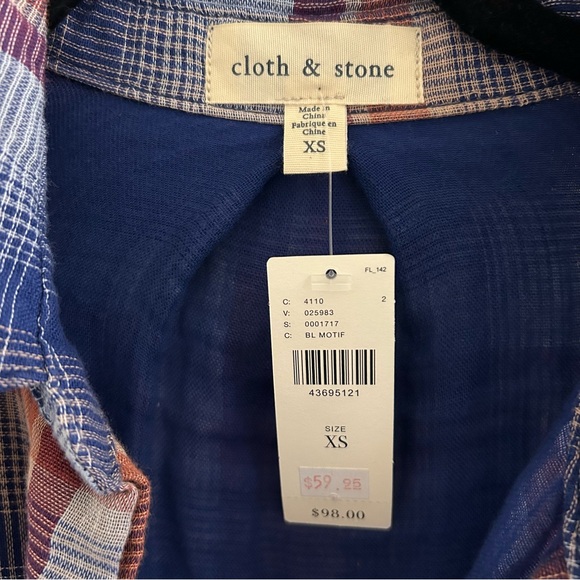 cloth & stone
Made in
China
Fabriqué en
Chine
XS
FL_142
C: 4110 2
V: 025983
S: 0001717
C: BL MOTIF
43695121
SIZE
XS
$59.25
$98.00